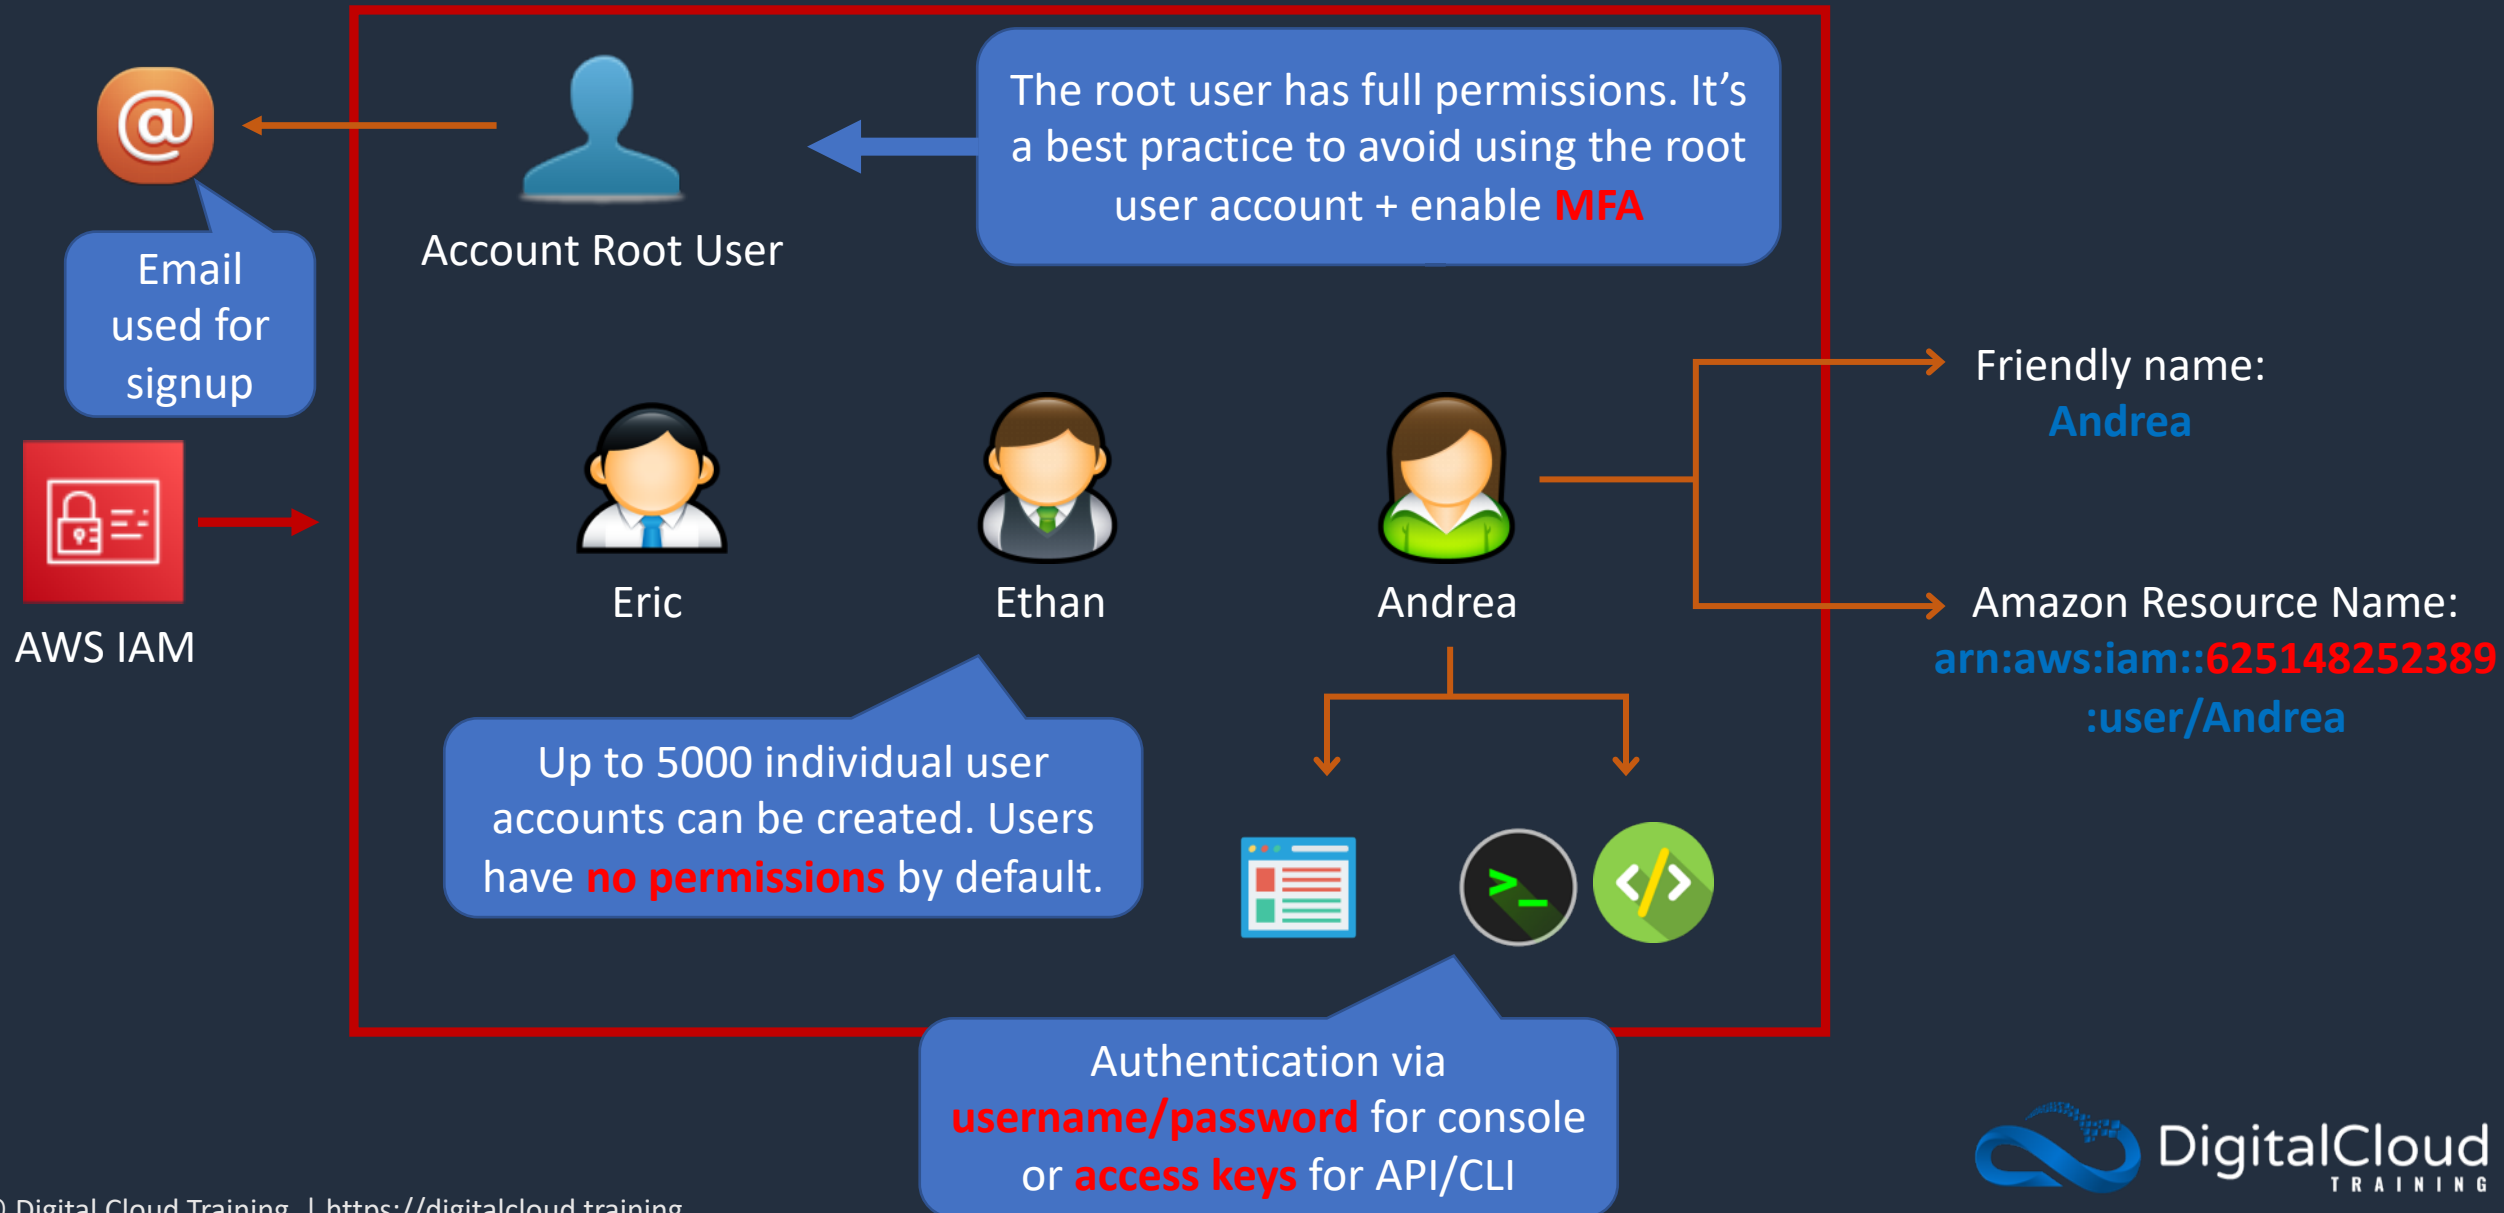 The root user has full permissions. It’s
a best practice to avoid using the root
user account + enable MFA
@
Account Root User
Email
used for
signup
Friendly name:
Andrea
AWS IAM
Eric
Ethan
Andrea
Amazon Resource Name:
arn:aws:iam::625148252389
:user/Andrea
Up to 5000 individual user
accounts can be created. Users
have no permissions by default.
>_
</>
Authentication via
username/password for console
or access keys for API/CLI
DigitalCloud
TRAINING
© Digital Cloud Training | https://digitalcloud.training